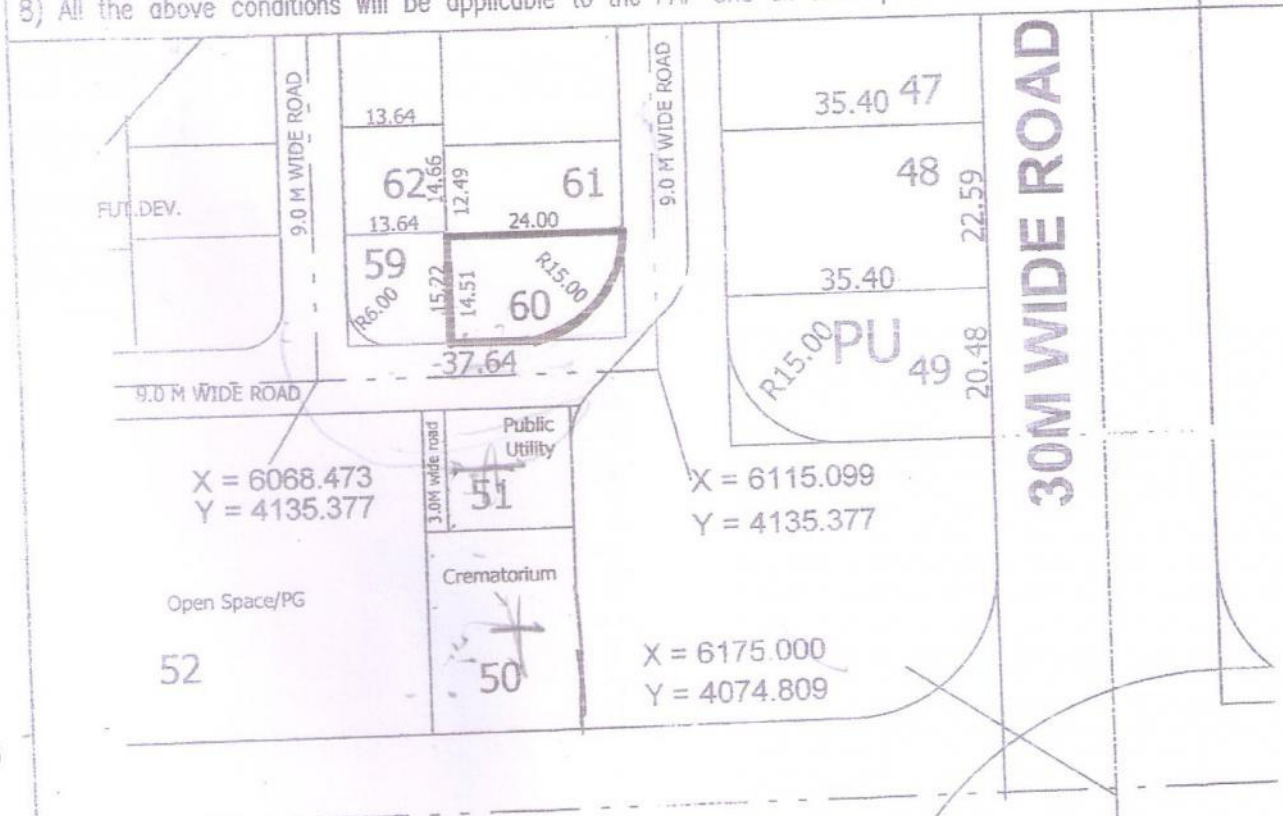 8) All the above conditions will be applicable to the
9.0 M WIDE ROAD
13.64
9.0 M WIDE ROAD
35.40 47
30M WIDE ROAD
FUT.DEV.
62
14.66
12.49
61
48
22.59
13.64
24.00
59
R6.00
15.22
14.51
R15.00
60
35.40
R15.00
PU
49
20.48
37.64
9.0 M WIDE ROAD
3.0M wide road
Public
Utility
51
X = 6068.473
Y = 4135.377
X = 6115.099
Y = 4135.377
Crematorium
50
Open Space/PG
52
X = 6175.000
Y = 4074.809